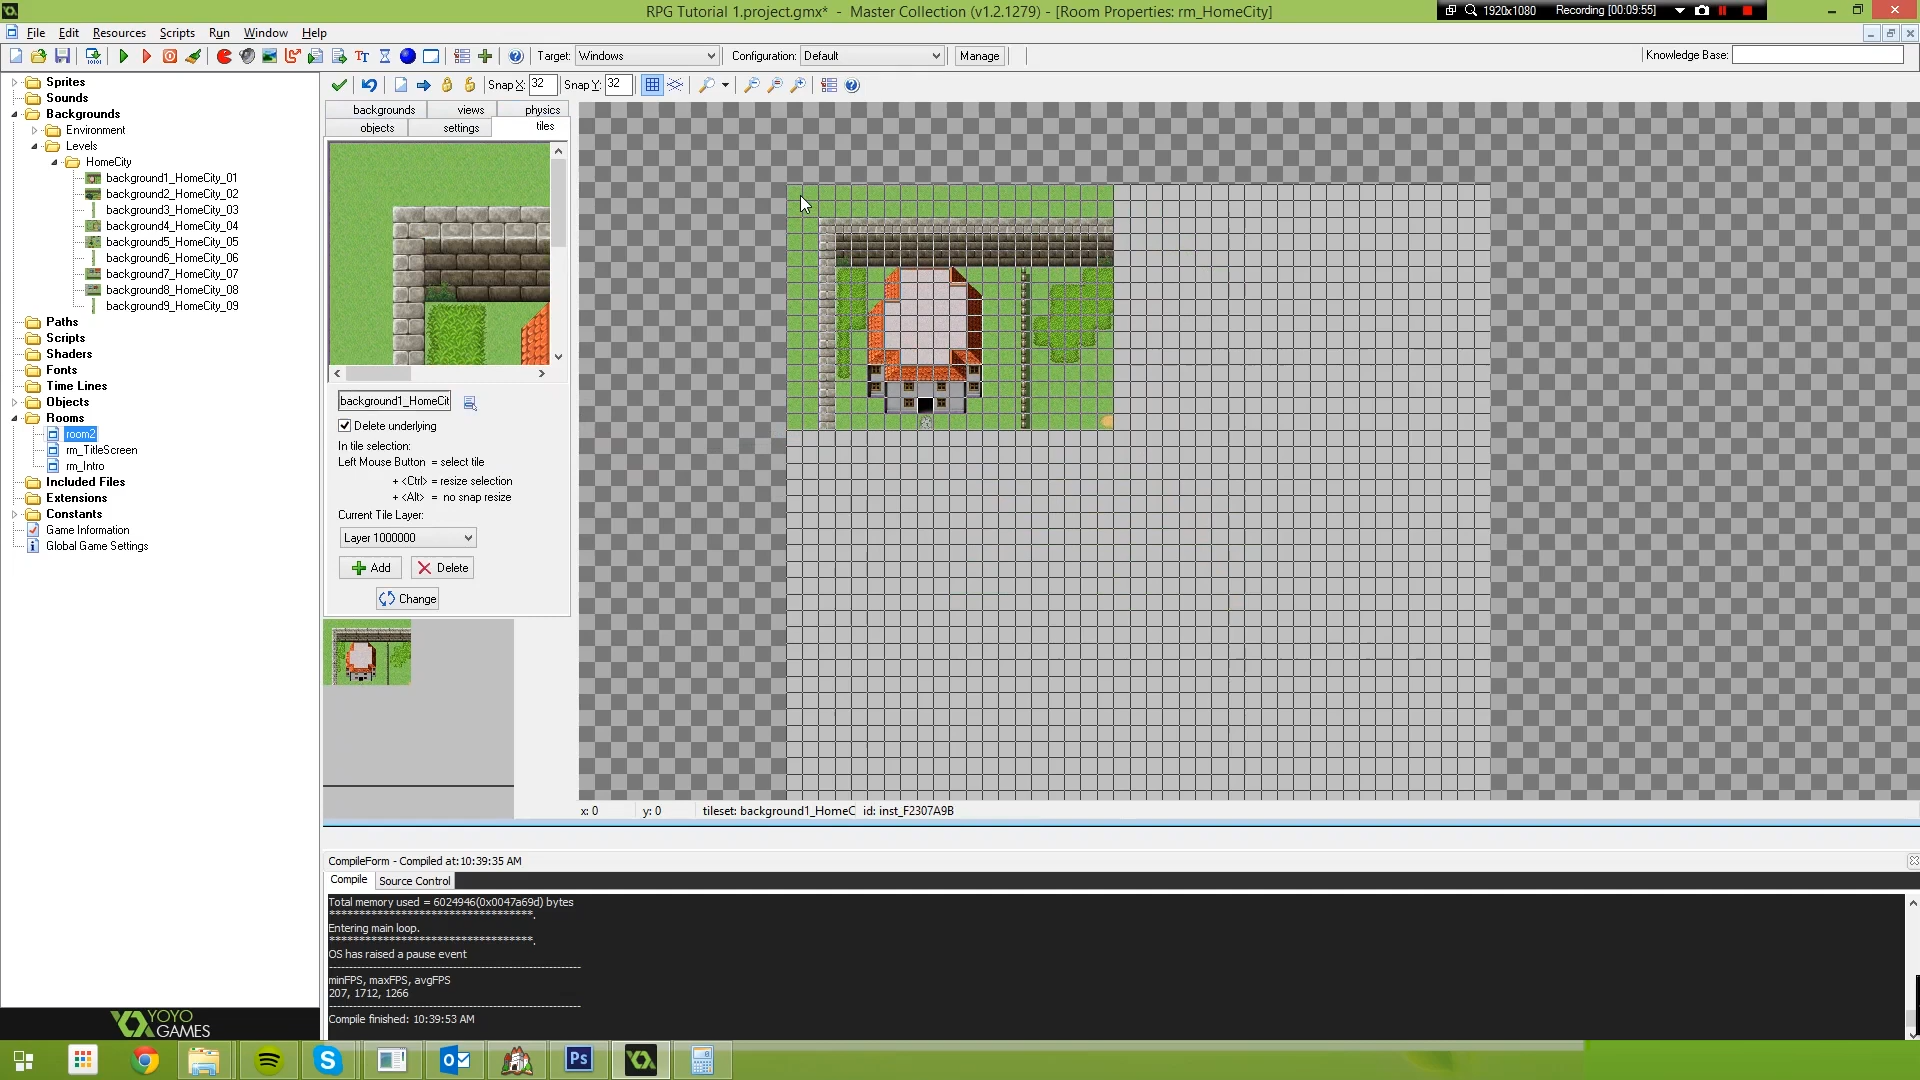 RPG Tutorial 1.project.gmx* - Master Collection (v1.2.1279) - [Room Properties: rm_HomeCity]
1920x1080 Recording [00:09:55]
File Edit Resources Scripts Run Window Help
Target: Windows Configuration: Default Manage Knowledge Base:
Snap X: 32 Snap Y: 32
Sprites
Sounds
Backgrounds
Environment
Levels
HomeCity
background1_HomeCity_01
background2_HomeCity_02
background3_HomeCity_03
background4_HomeCity_04
background5_HomeCity_05
background6_HomeCity_06
background7_HomeCity_07
background8_HomeCity_08
background9_HomeCity_09
Paths
Scripts
Shaders
Fonts
Time Lines
Objects
Rooms
room2
rm_TitleScreen
rm_Intro
Included Files
Extensions
Constants
Game Information
Global Game Settings
YOYO
GAMES
backgrounds views physics
objects settings tiles
background1_HomeCit
Delete underlying
In tile selection:
Left Mouse Button = select tile
+ <Ctrl> = resize selection
+ <Alt> = no snap resize
Current Tile Layer:
Layer 1000000
Add Delete
Change
x: 0 y: 0 tileset: background1_HomeC id: inst_F2307A9B
CompileForm - Compiled at:10:39:35 AM
Compile Source Control
Total memory used = 6024946(0x0047a69d) bytes
**********************************.
Entering main loop.
**********************************.
OS has raised a pause event
----------------------------------------------------------------
minFPS, maxFPS, avgFPS
207, 1712, 1266
----------------------------------------------------------------
Compile finished: 10:39:53 AM
Ps